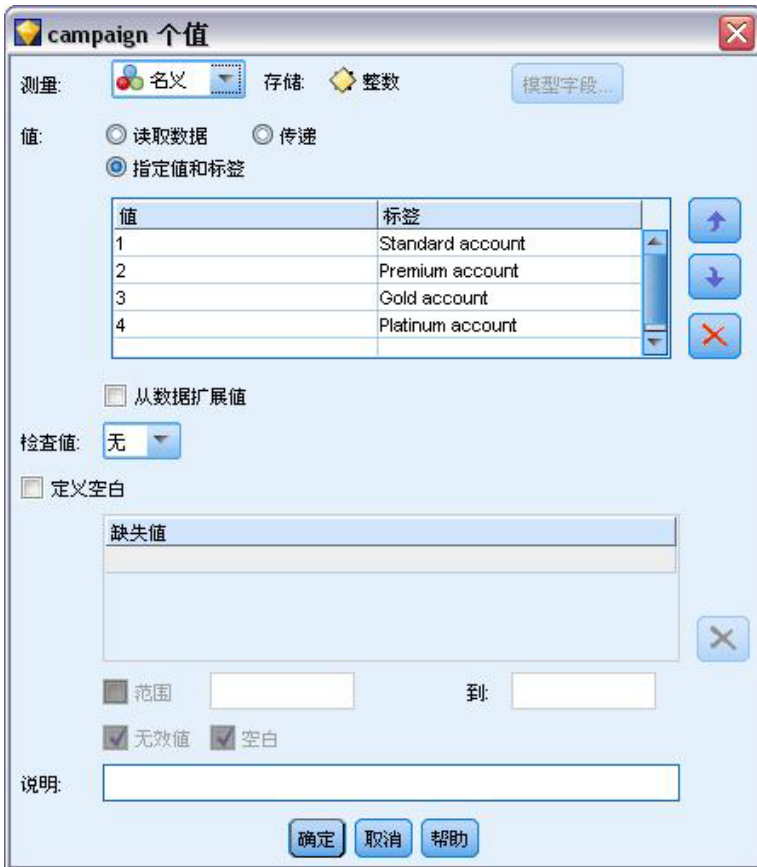 campaign 个值
测量: 名义 存储: 整数 模型字段...
值: 读取数据 传递
指定值和标签
值 标签
1 Standard account
2 Premium account
3 Gold account
4 Platinum account
从数据扩展值
检查值: 无
定义空白
缺失值
范围 到:
无效值 空白
说明:
确定 取消 帮助